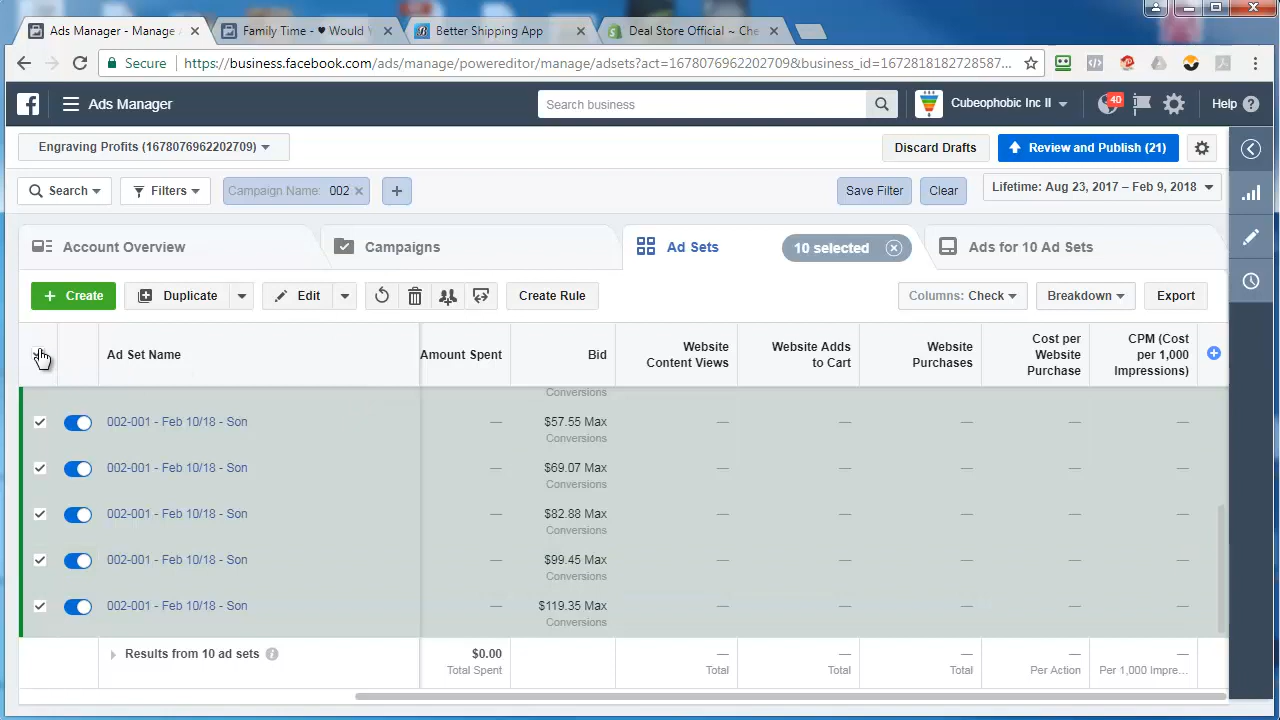 Ads Manager - Manage
Family Time - ♥ Would
Better Shipping App
Deal Store Official ~ Che
Secure
https://business.facebook.com/ads/manage/powereditor/manage/adsets?act=1678076962202709&business_id=1672818182728587...
Ads Manager
Search business
Cubeophobic Inc II
40
Help
Engraving Profits (1678076962202709)
Discard Drafts
Review and Publish (21)
Search
Filters
Campaign Name: 002
Save Filter
Clear
Lifetime: Aug 23, 2017 – Feb 9, 2018
Account Overview
Campaigns
Ad Sets
10 selected
Ads for 10 Ad Sets
Create
Duplicate
Edit
Create Rule
Columns: Check
Breakdown
Export
Ad Set Name
Amount Spent
Bid
Website
Content Views
Website Adds
to Cart
Website
Purchases
Cost per
Website
Purchase
CPM (Cost
per 1,000
Impressions)
Conversions
002-001 - Feb 10/18 - Son — $57.55 Max — — — — —
Conversions
002-001 - Feb 10/18 - Son — $69.07 Max — — — — —
Conversions
002-001 - Feb 10/18 - Son — $82.88 Max — — — — —
Conversions
002-001 - Feb 10/18 - Son — $99.45 Max — — — — —
Conversions
002-001 - Feb 10/18 - Son — $119.35 Max — — — — —
Conversions
Results from 10 ad sets $0.00 — — — — —
Total Spent Total Total Total Per Action Per 1,000 Impre...